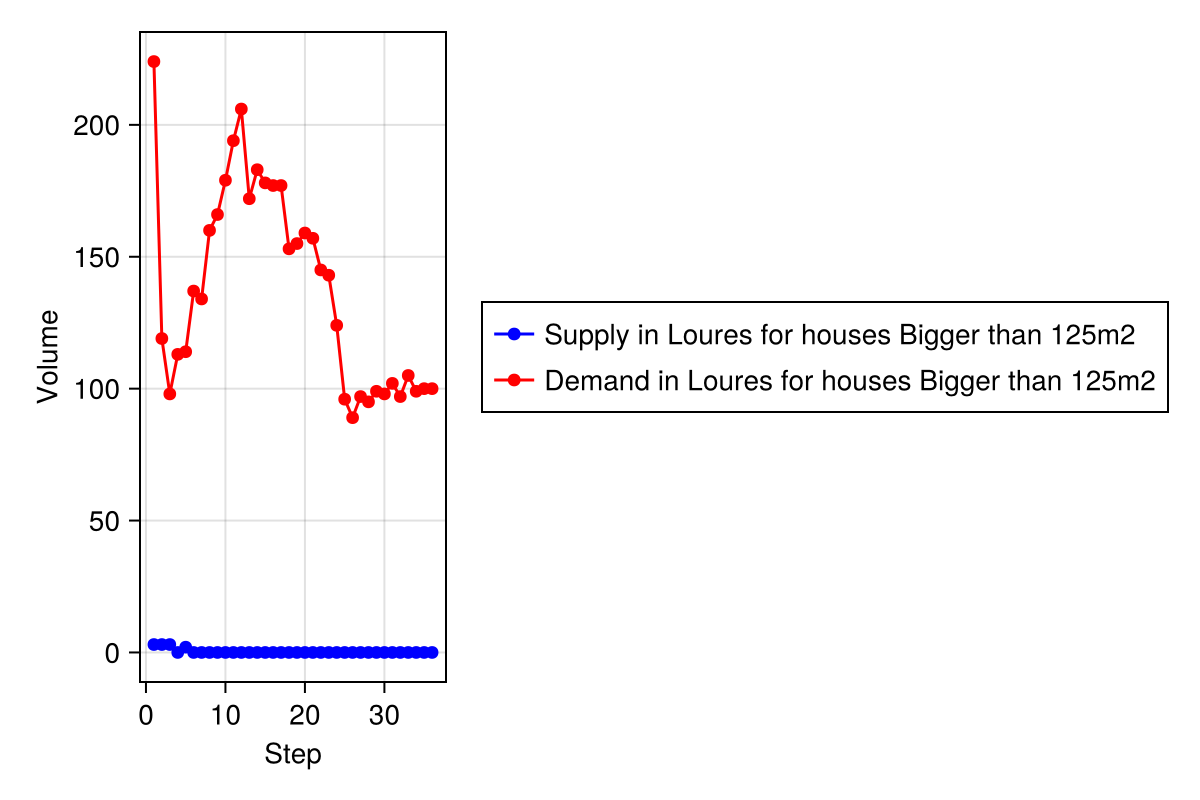 200
150
100
50
0
Volume
0 10 20 30
Step
Supply in Loures for houses Bigger than 125m2
Demand in Loures for houses Bigger than 125m2